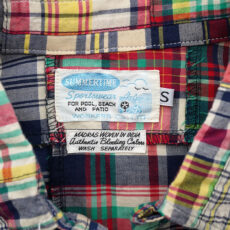 SUMMERTIME
Sportswear
FOR POOL, BEACH
AND PATIO
S
MADRAS WOVEN IN INDIA
Authentic Bleeding Colors
WASH SEPARATELY